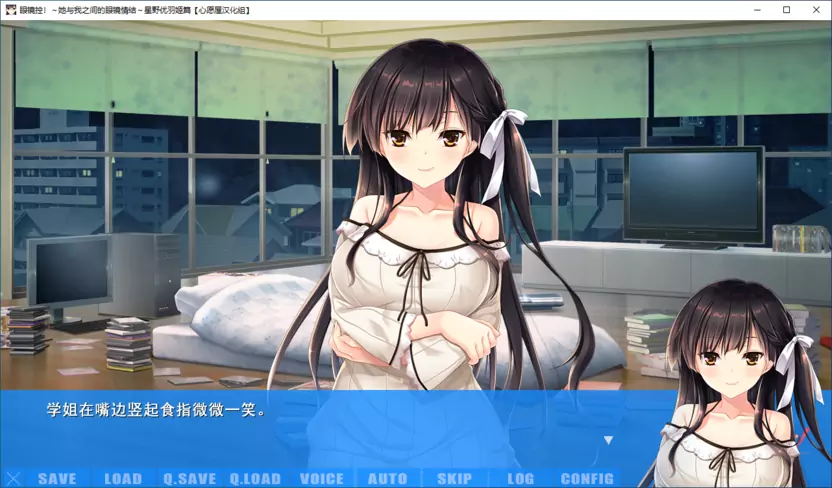 眼镜控！～她与我之间的眼镜情结～星野优羽姬篇【心愿屋汉化组】
学姐在嘴边竖起食指微微一笑。
SAVE LOAD Q.SAVE Q.LOAD VOICE AUTO SKIP LOG CONFIG